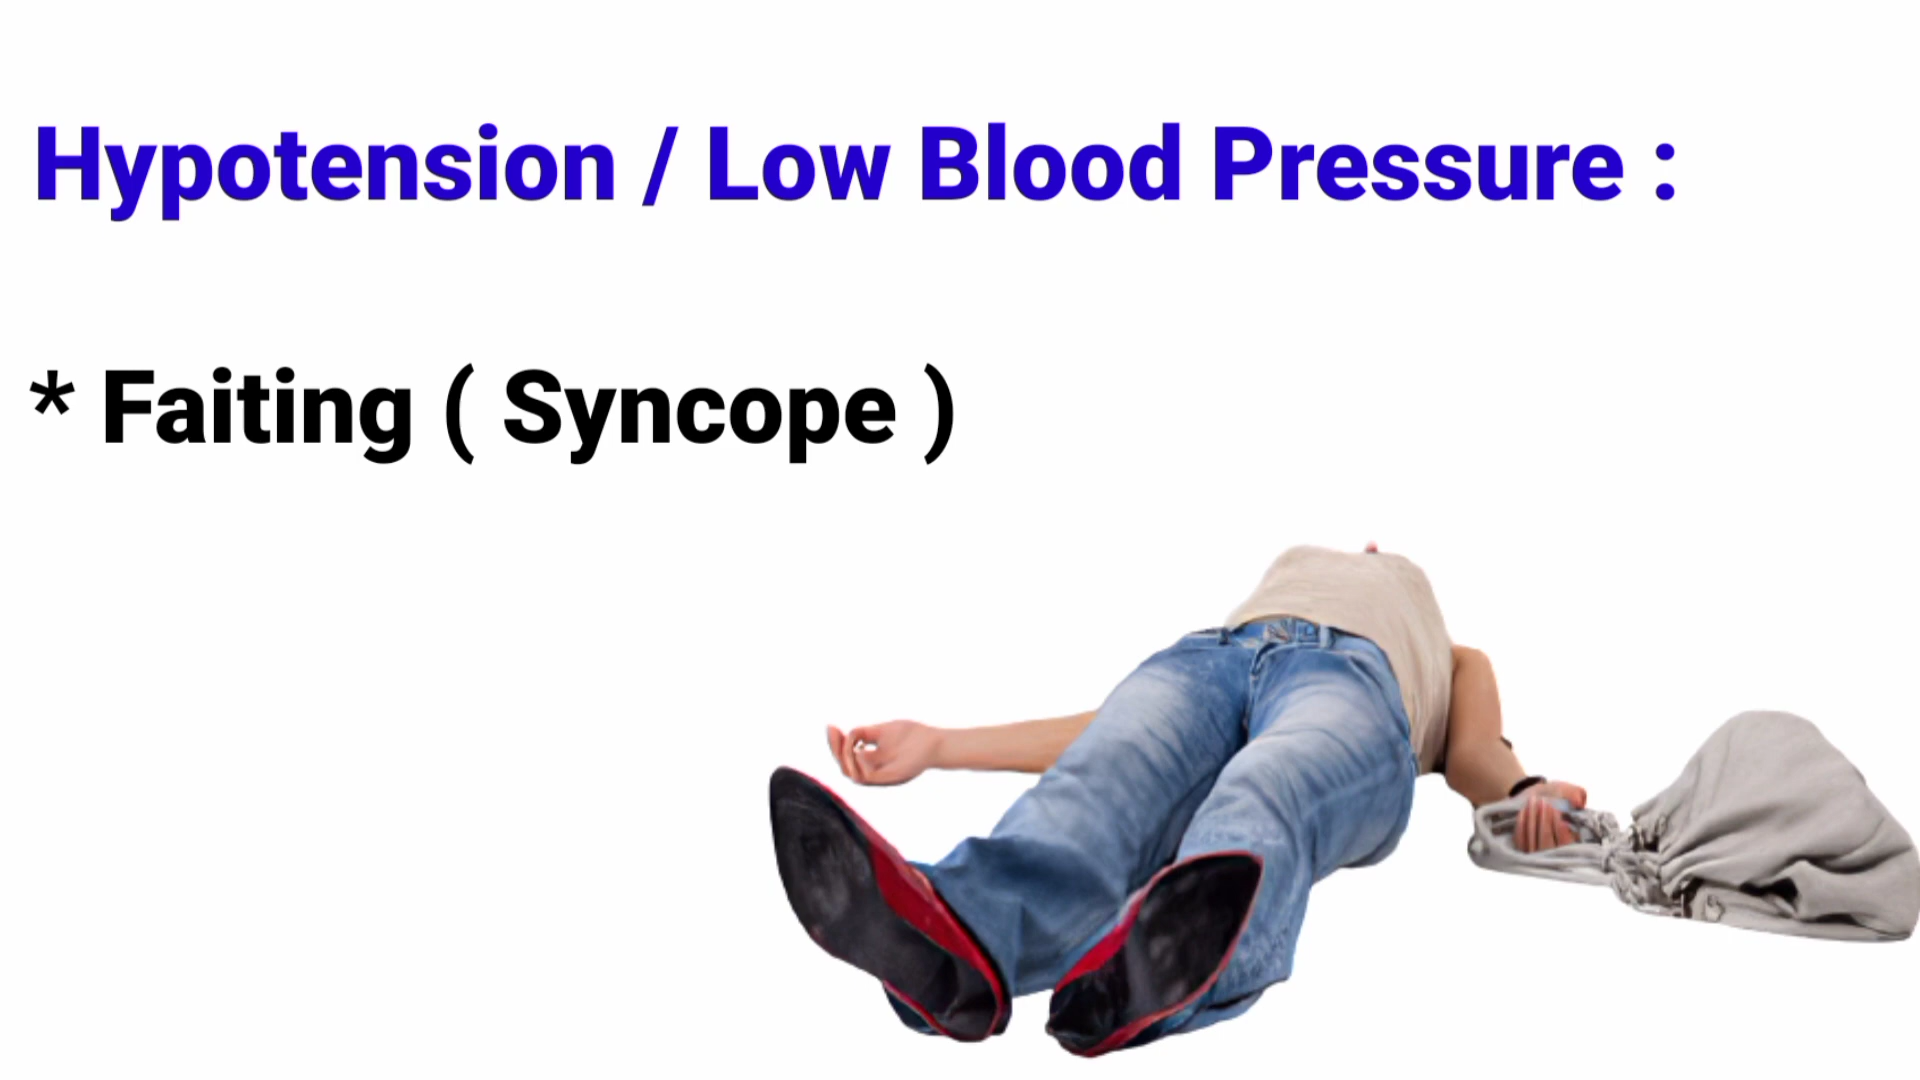 Hypotension / Low Blood Pressure :
* Faiting ( Syncope )